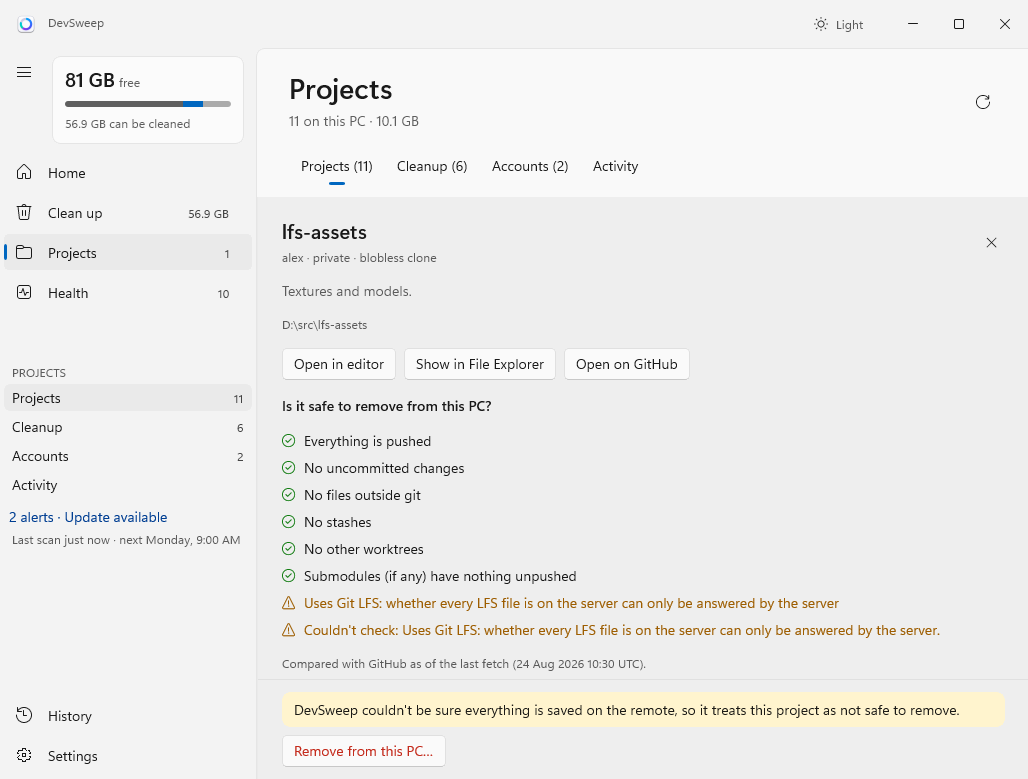 DevSweep
Light
81 GB free
56.9 GB can be cleaned
Home
Clean up 56.9 GB
Projects 1
Health 10
PROJECTS
Projects 11
Cleanup 6
Accounts 2
Activity
2 alerts · Update available
Last scan just now · next Monday, 9:00 AM
History
Settings
Projects
11 on this PC · 10.1 GB
Projects (11) Cleanup (6) Accounts (2) Activity
lfs-assets
alex · private · blobless clone
Textures and models.
D:\src\lfs-assets
Open in editor Show in File Explorer Open on GitHub
Is it safe to remove from this PC?
Everything is pushed
No uncommitted changes
No files outside git
No stashes
No other worktrees
Submodules (if any) have nothing unpushed
Uses Git LFS: whether every LFS file is on the server can only be answered by the server
Couldn't check: Uses Git LFS: whether every LFS file is on the server can only be answered by the server.
Compared with GitHub as of the last fetch (24 Aug 2026 10:30 UTC).
DevSweep couldn't be sure everything is saved on the remote, so it treats this project as not safe to remove.
Remove from this PC...